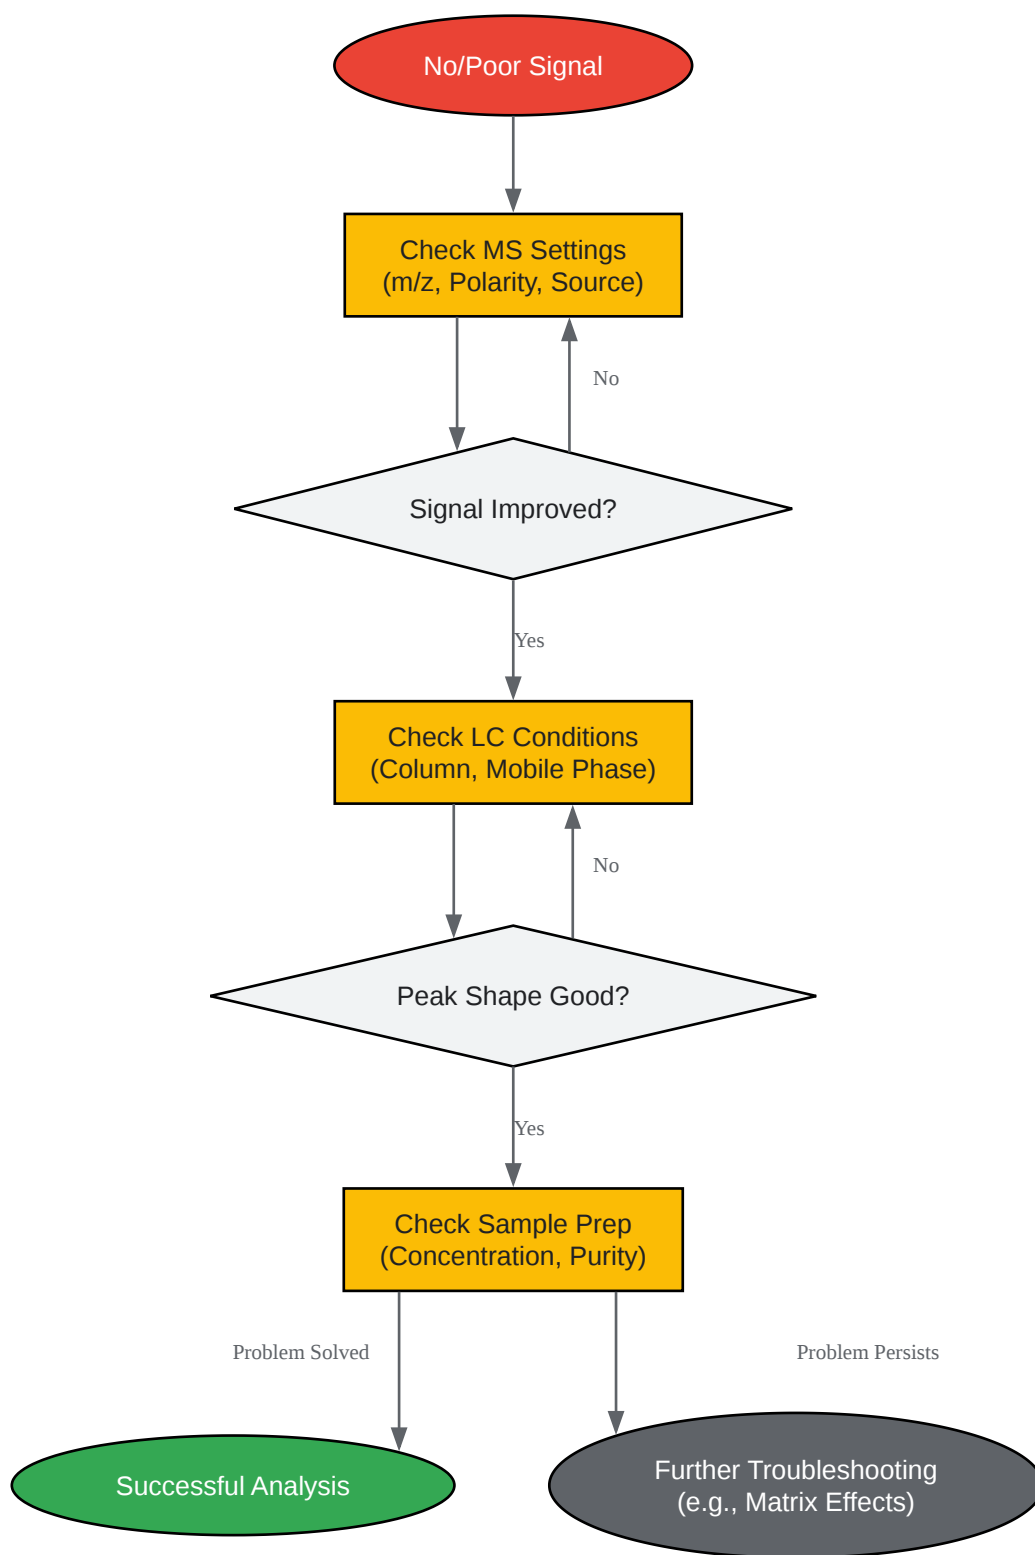 No/Poor Signal
Check MS Settings
(m/z, Polarity, Source)
No
Signal Improved?
Yes
Check LC Conditions
(Column, Mobile Phase)
No
Peak Shape Good?
Yes
Check Sample Prep
(Concentration, Purity)
Problem Solved
Problem Persists
Successful Analysis
Further Troubleshooting
(e.g., Matrix Effects)